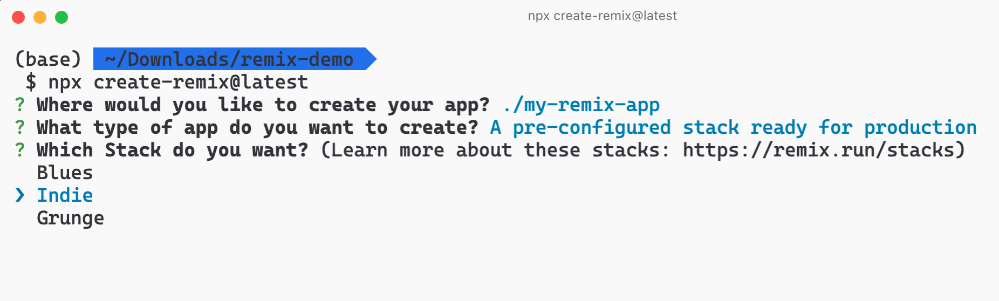 npx create-remix@latest
(base) ~/Downloads/remix-demo
$ npx create-remix@latest
? Where would you like to create your app? ./my-remix-app
? What type of app do you want to create? A pre-configured stack ready for production
? Which Stack do you want? (Learn more about these stacks: https://remix.run/stacks)
Blues
❯ Indie
Grunge